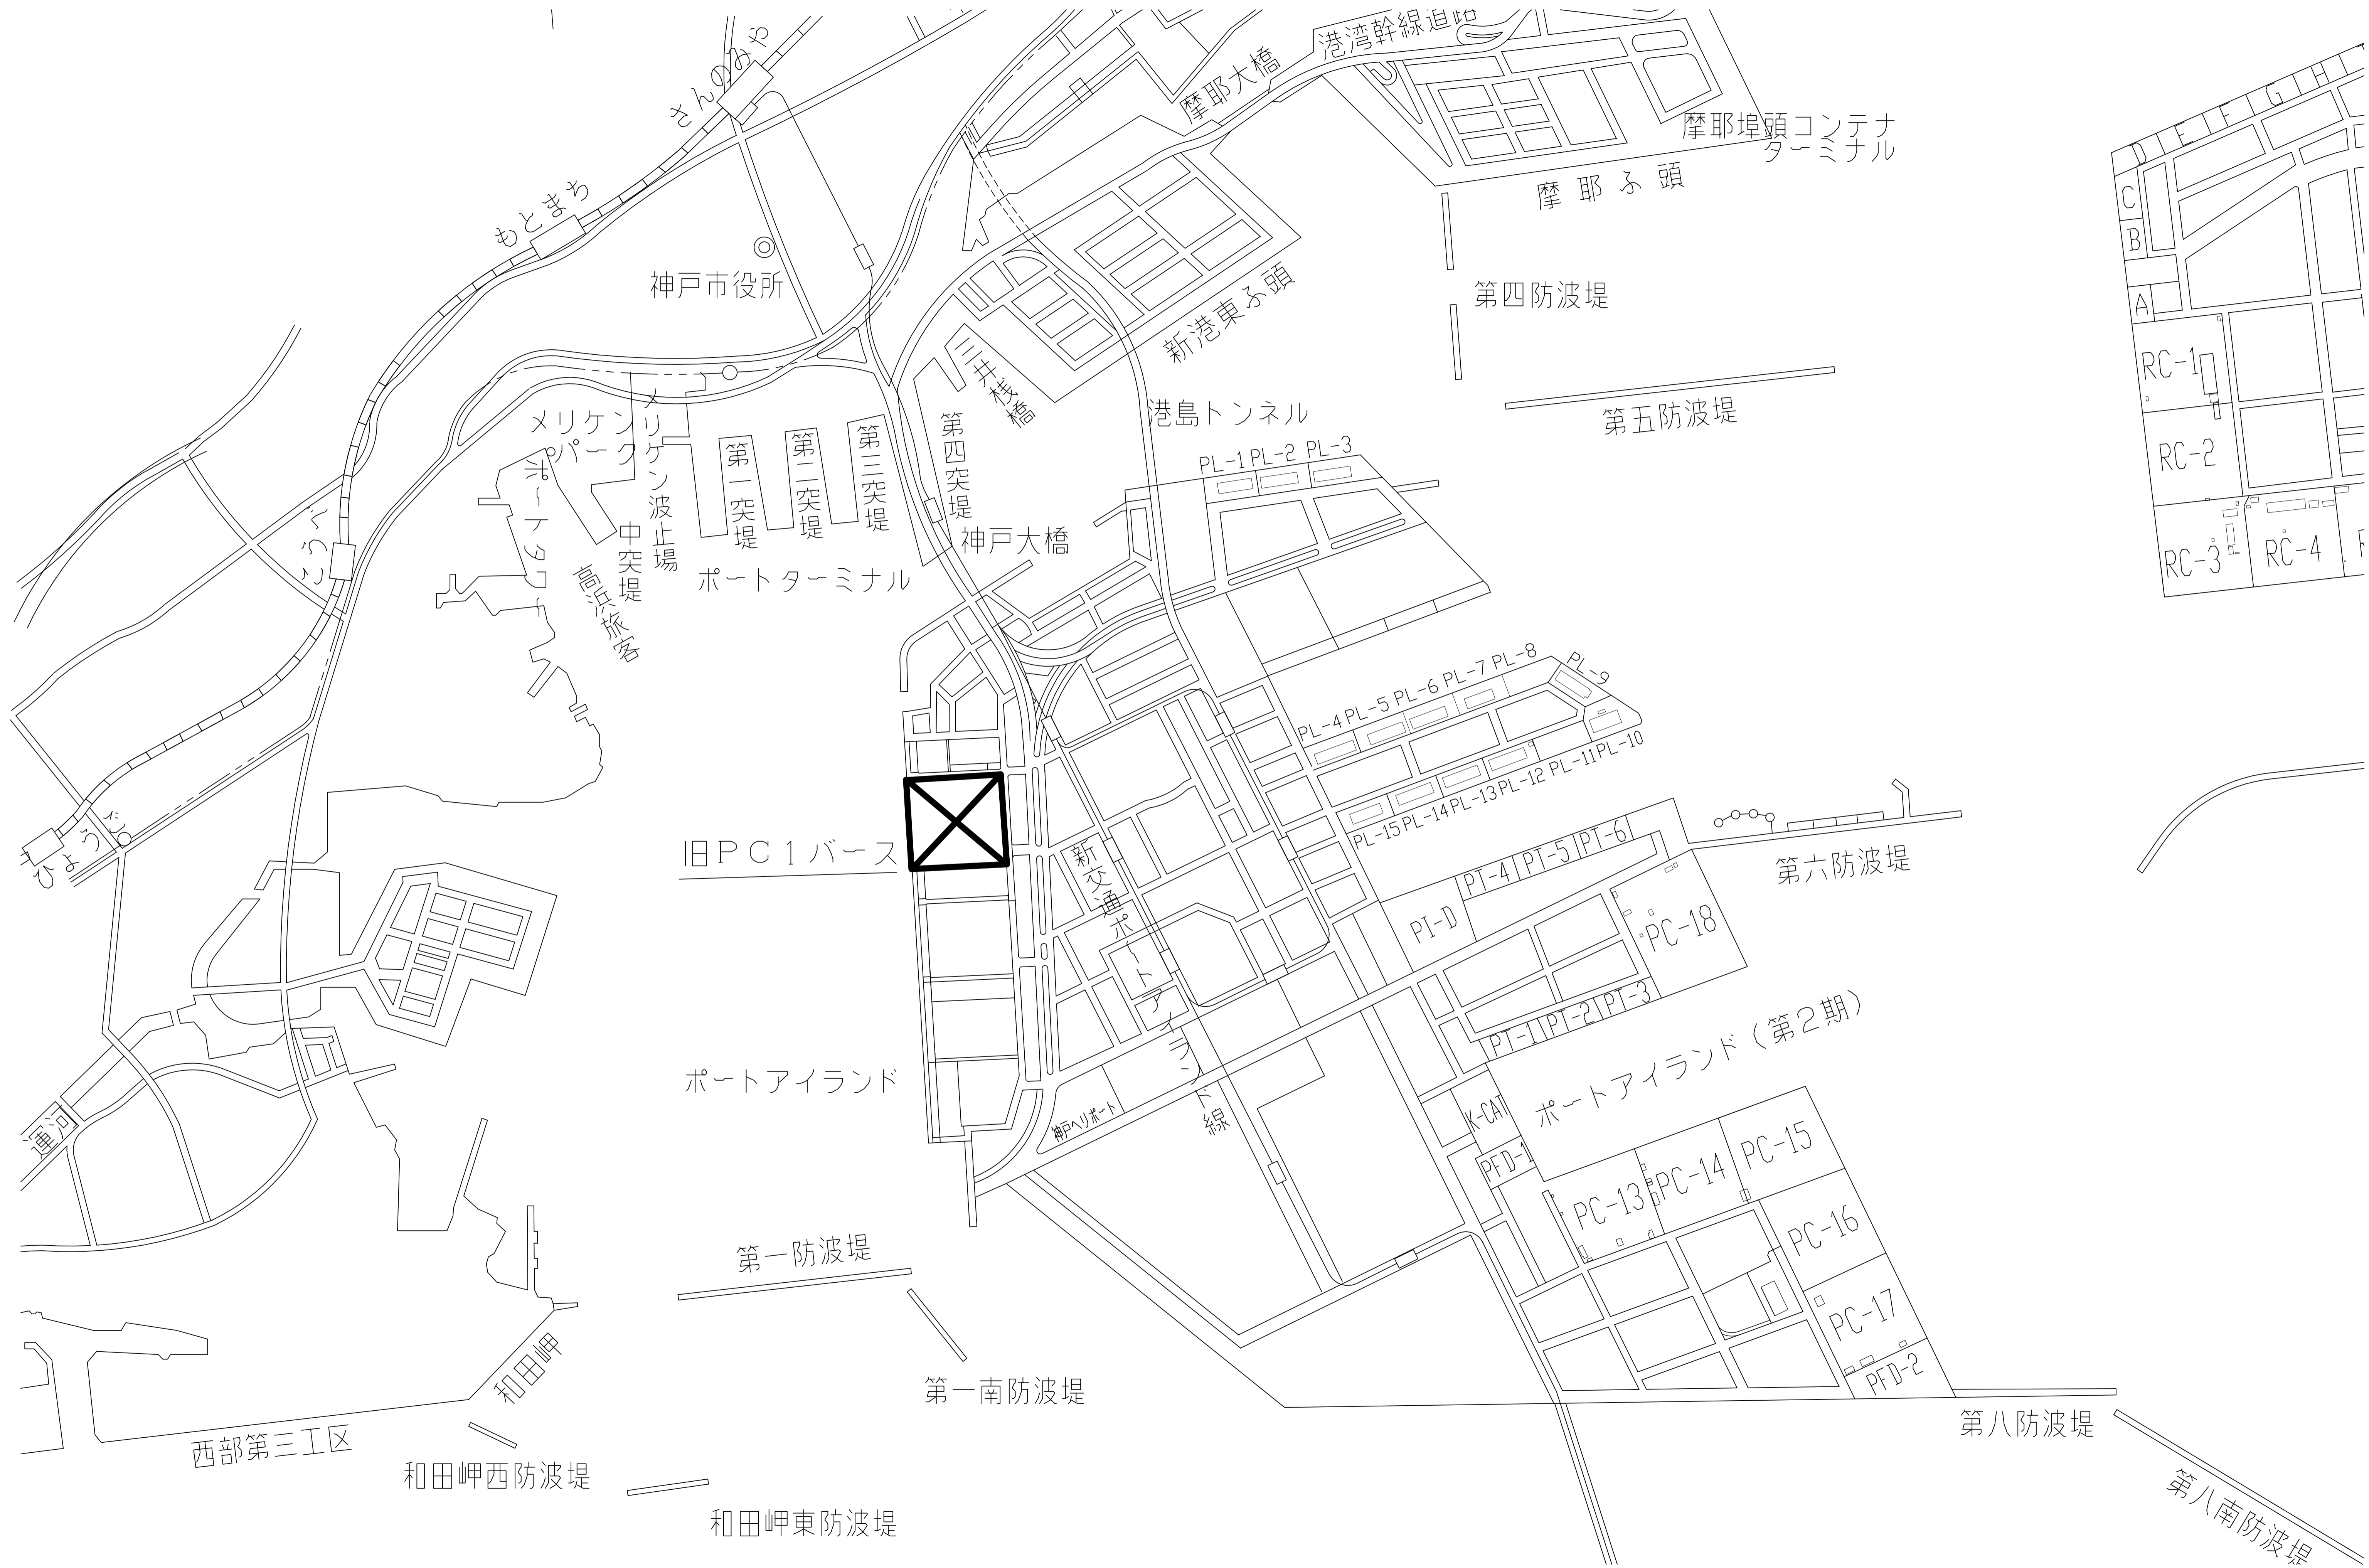 さんのみや
摩耶大橋
港湾幹線道路
摩耶埠頭コンテナ
ターミナル
摩耶ふ頭
もとまち
神戸市役所
新港東ふ頭
三井桟橋
第四防波堤
第五防波堤
D
E
F
G
H
C
B
A
RC-1
RC-2
RC-3
RC-4
メリケン
パーク
メリケン波止場
ポートタワー
中突堤
高浜旅客
第一突堤
第二突堤
第三突堤
第四突堤
港島トンネル
神戸大橋
ポートターミナル
こうべ
ひょうご
PL-1
PL-2
PL-3
PL-4
PL-5
PL-6
PL-7
PL-8
PL-9
PL-10
PL-11
PL-12
PL-13
PL-14
PL-15
旧PC1バース
新交通ポートアイランド線
PI-D
PT-4
PT-5
PT-6
PC-18
PT-1
PT-2
PT-3
第六防波堤
ポートアイランド(第2期)
ポートアイランド
神戸ヘリポート
K-CAT
PFD-1
PC-13
PC-14
PC-15
PC-16
PC-17
PFD-2
運河
第一防波堤
第一南防波堤
和田岬
西部第三工区
和田岬西防波堤
和田岬東防波堤
第八防波堤
第八南防波堤